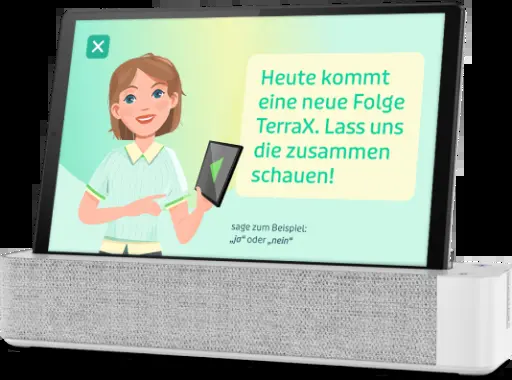 Heute kommt
eine neue Folge
TerraX. Lass uns
die zusammen
schauen!
sage zum Beispiel:
„ja“ oder „nein“